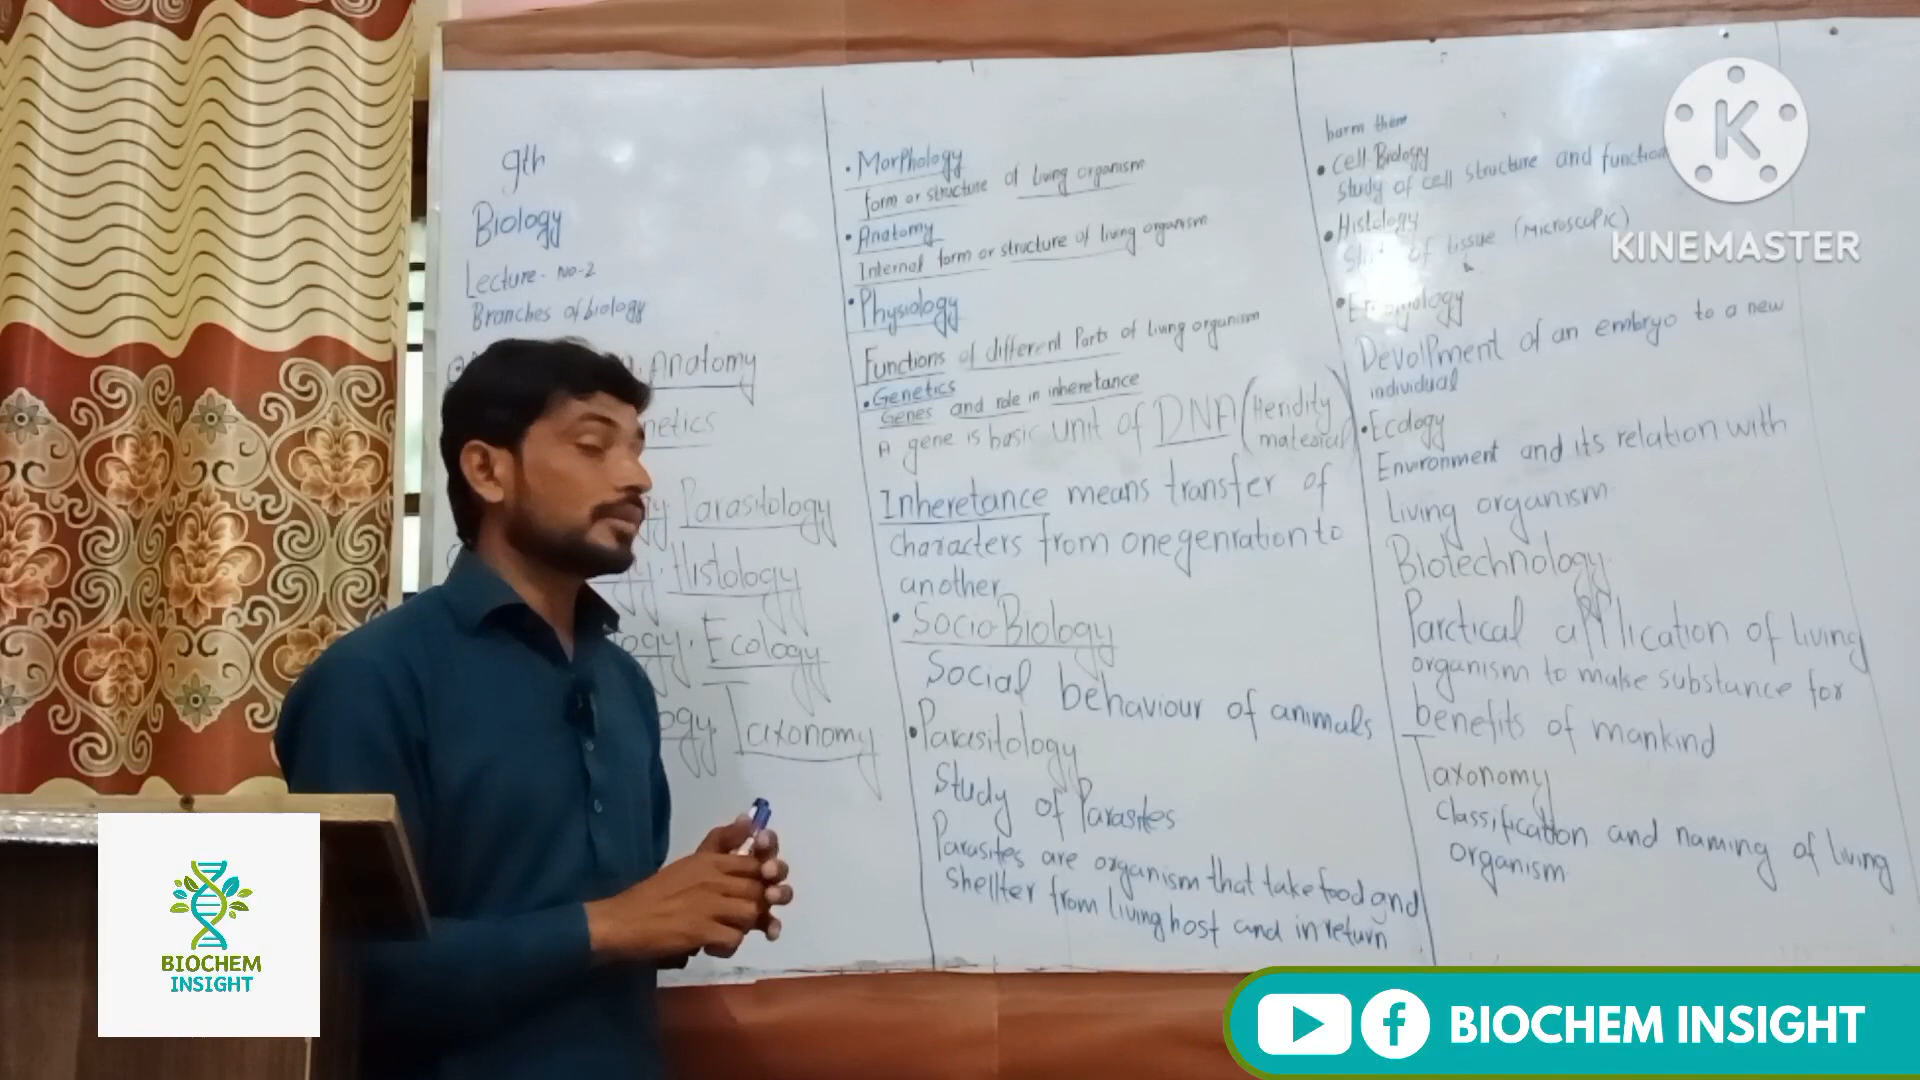 9th
Biology
Lecture- No-2
Branches of biology
Anatomy
netics
gy Parasitology
gy. Histology
ogy. Ecology
ogy Taxonomy
• Morphology
form or structure of Living organism
• Anatomy
Internal form or structure of living organism
• Physiology
Functions of different Parts of living organism
• Genetics
Genes and role in inheretance
A gene is basic unit of DNA (Heridity
material
Inheretance means transfer of
characters from one genration to
another
• Socio-Biology
Social behaviour of animals
• Parasitology
Study of Parasites
Parasites are organism that take food and
shellter from living host and in return
harm them
• Cell-Biology
Study of cell structure and function
• Histology
of tissue (Microscopic)
Devolpment of an embryo to a new
individual
• Ecology
Environment and its relation with
Living organism
Biotechnology
Parctical application of living
organism to make substance for
benefits of mankind
Taxonomy
Classification and naming of living
organism
KINEMASTER
BIOCHEM
INSIGHT
BIOCHEM INSIGHT